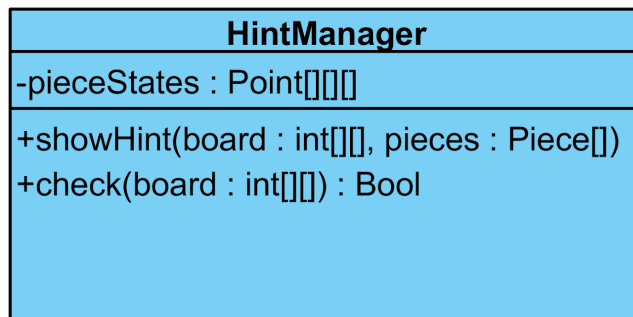 HintManager
-pieceStates : Point[][][]
+showHint(board : int[][], pieces : Piece[])
+check(board : int[][]) : Bool